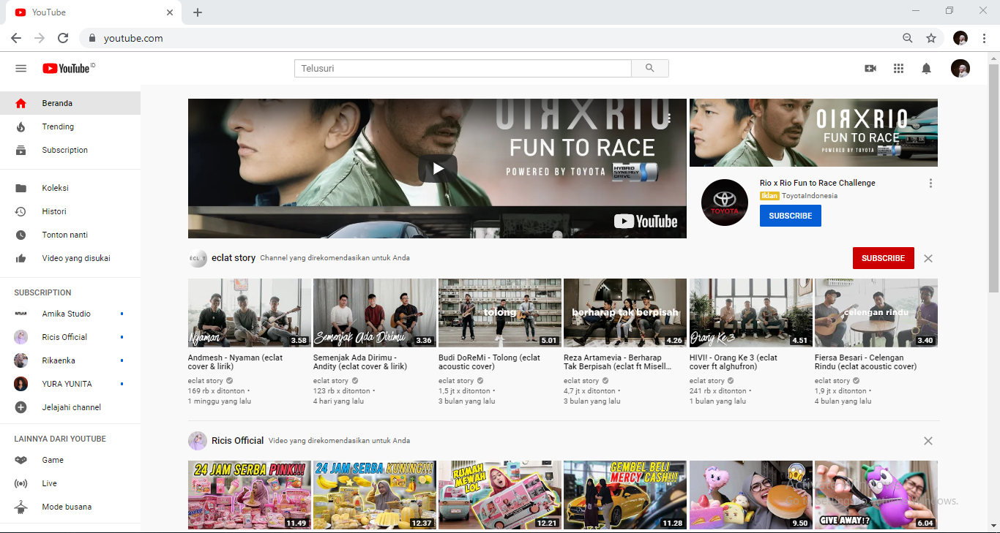 YouTube
youtube.com
YouTube ID
Telusuri
Beranda
Trending
Subscription
Koleksi
Histori
Tonton nanti
Video yang disukai
SUBSCRIPTION
Amika Studio
Ricis Official
Rikaenka
YURA YUNITA
Jelajahi channel
LAINNYA DARI YOUTUBE
Game
Live
Mode busana
OIRXRIO
FUN TO RACE
POWERED BY TOYOTA HYBRID SYNERGY DRIVE
YouTube
OIRXRIO
FUN TO RACE
POWERED BY TOYOTA
TOYOTA
Rio x Rio Fun to Race Challenge
Iklan ToyotaIndonesia
SUBSCRIBE
eclat story Channel yang direkomendasikan untuk Anda
SUBSCRIBE
Nyaman
3.58
Andmesh - Nyaman (eclat
cover & lirik)
eclat story
169 rb x ditonton •
1 minggu yang lalu
Semenjak Ada Dirimu
3.36
Semenjak Ada Dirimu -
Andity (eclat cover & lirik)
eclat story
123 rb x ditonton •
4 hari yang lalu
tolong
5.01
Budi DoReMi - Tolong (eclat
acoustic cover)
eclat story
1,5 jt x ditonton •
3 bulan yang lalu
berharap tak berpisah
4.26
Reza Artamevia - Berharap
Tak Berpisah (eclat ft Misell...
eclat story
4,7 jt x ditonton •
3 bulan yang lalu
Orang Ke 3
4.51
HIVI! - Orang Ke 3 (eclat
cover ft alghufron)
eclat story
241 rb x ditonton •
1 bulan yang lalu
celengan rindu
3.40
Fiersa Besari - Celengan
Rindu (eclat acoustic cover)
eclat story
1,9 jt x ditonton •
4 bulan yang lalu
Ricis Official Video yang direkomendasikan untuk Anda
24 JAM SERBA PINK!!!
11.49
24 JAM SERBA KUNING!!!
12.37
RUMAH
MEWAH
LOL
12.21
GEMBEL BELI
MERCY CASH!!!
11.28
9.50
GIVE AWAY!?
6.04